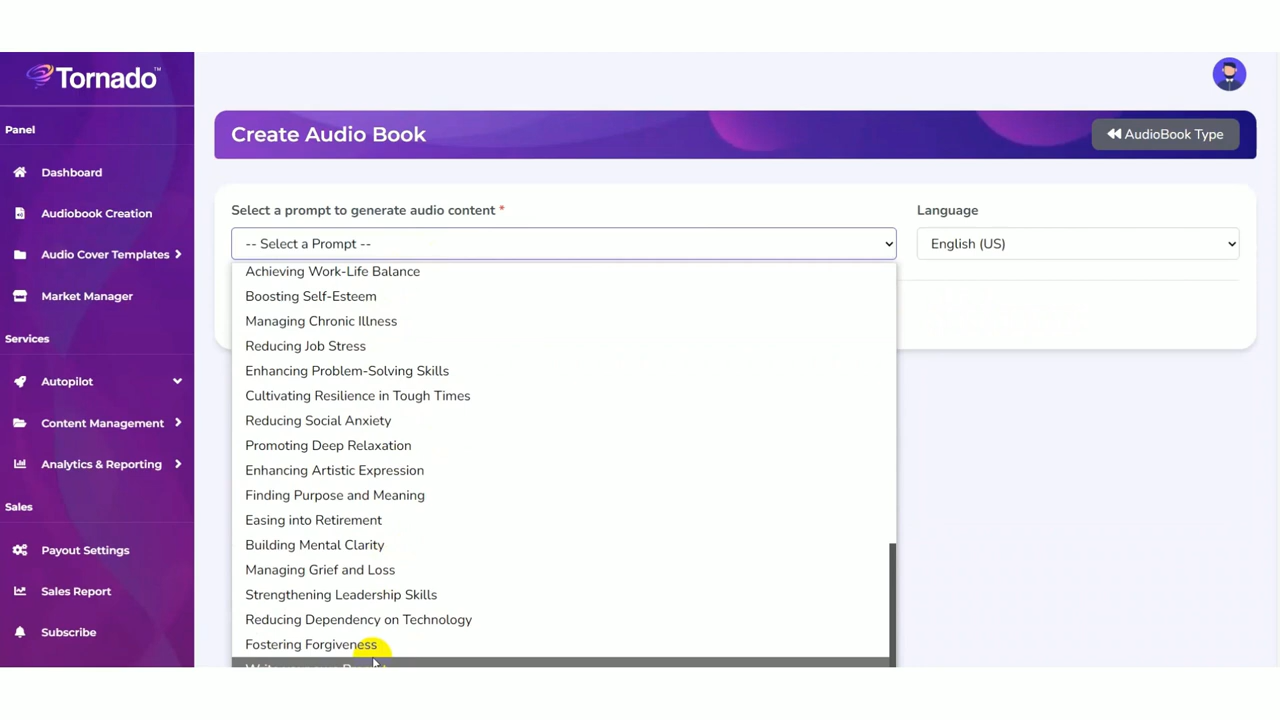 Tornado™
Panel
Dashboard
Audiobook Creation
Audio Cover Templates
Market Manager
Services
Autopilot
Content Management
Analytics & Reporting
Sales
Payout Settings
Sales Report
Subscribe
Create Audio Book
AudioBook Type
Select a prompt to generate audio content *
Language
-- Select a Prompt --
English (US)
Achieving Work-Life Balance
Boosting Self-Esteem
Managing Chronic Illness
Reducing Job Stress
Enhancing Problem-Solving Skills
Cultivating Resilience in Tough Times
Reducing Social Anxiety
Promoting Deep Relaxation
Enhancing Artistic Expression
Finding Purpose and Meaning
Easing into Retirement
Building Mental Clarity
Managing Grief and Loss
Strengthening Leadership Skills
Reducing Dependency on Technology
Fostering Forgiveness